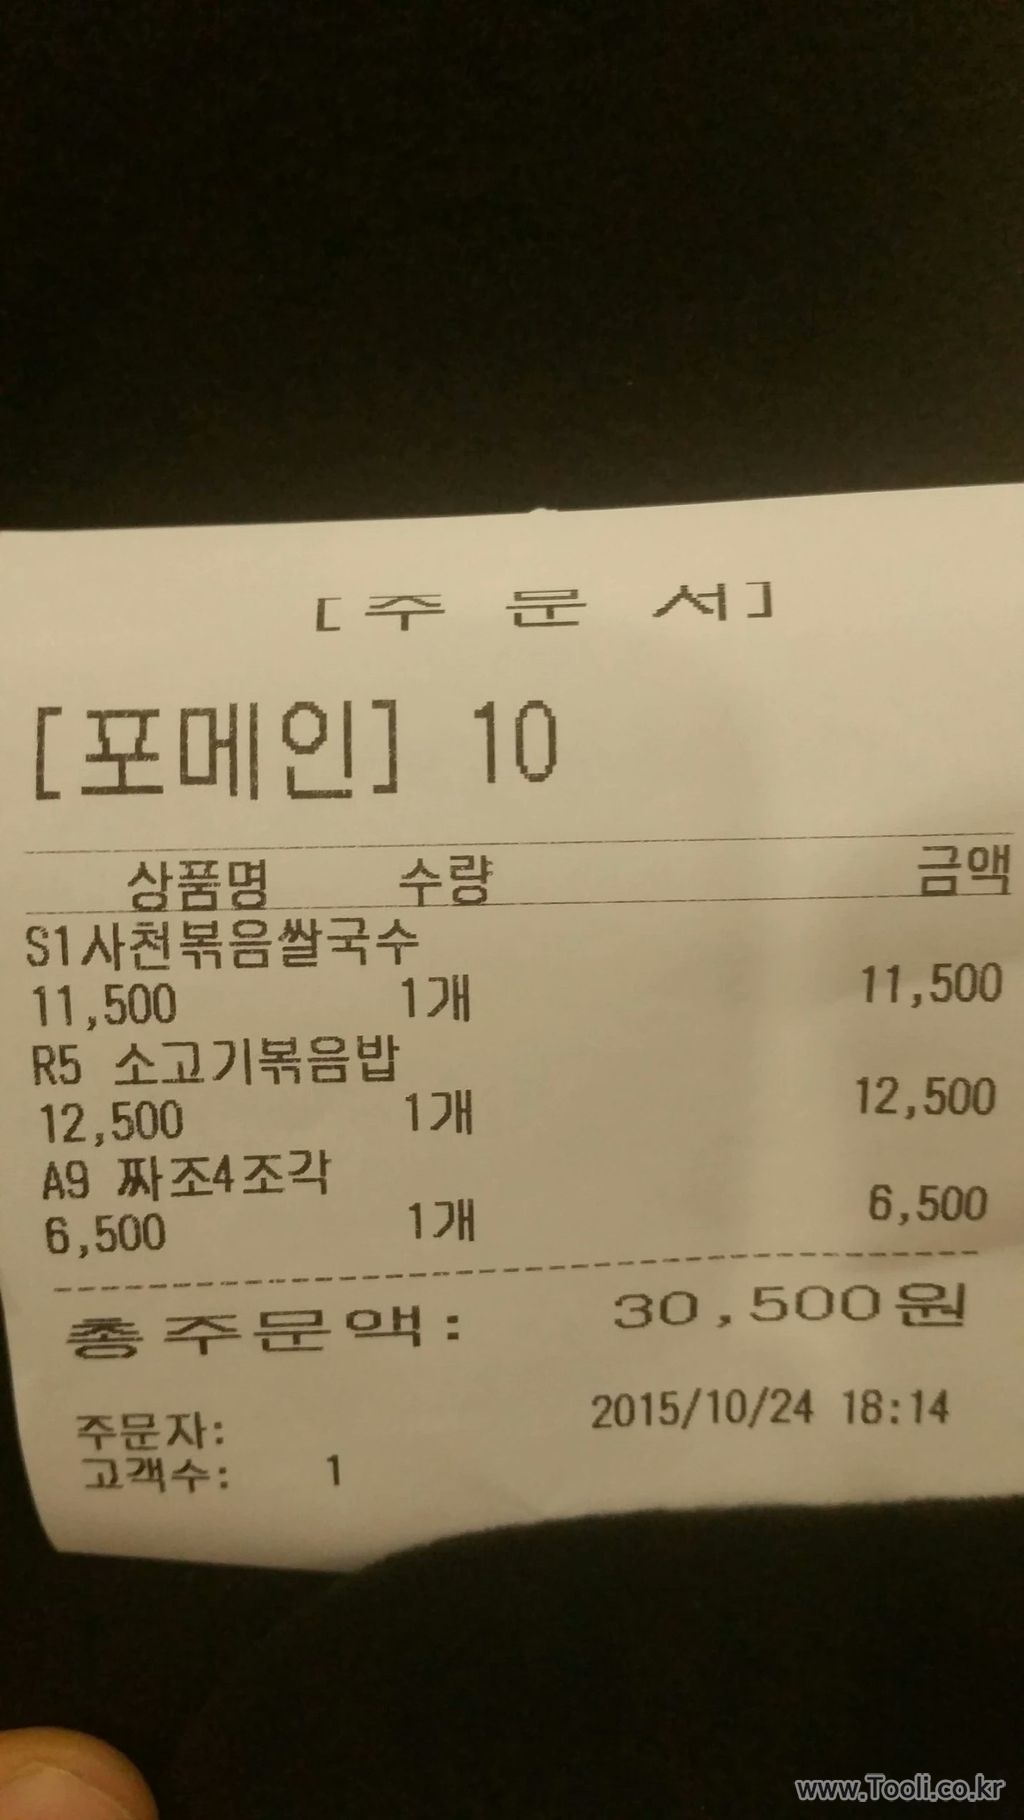 [주 문 서]
[포메인] 10
상품명 수량 금액
S1사천볶음쌀국수
11,500 1개 11,500
R5 소고기볶음밥
12,500 1개 12,500
A9 짜조4조각
6,500 1개 6,500
총주문액: 30,500원
주문자: 2015/10/24 18:14
고객수: 1
www.Tooli.co.kr